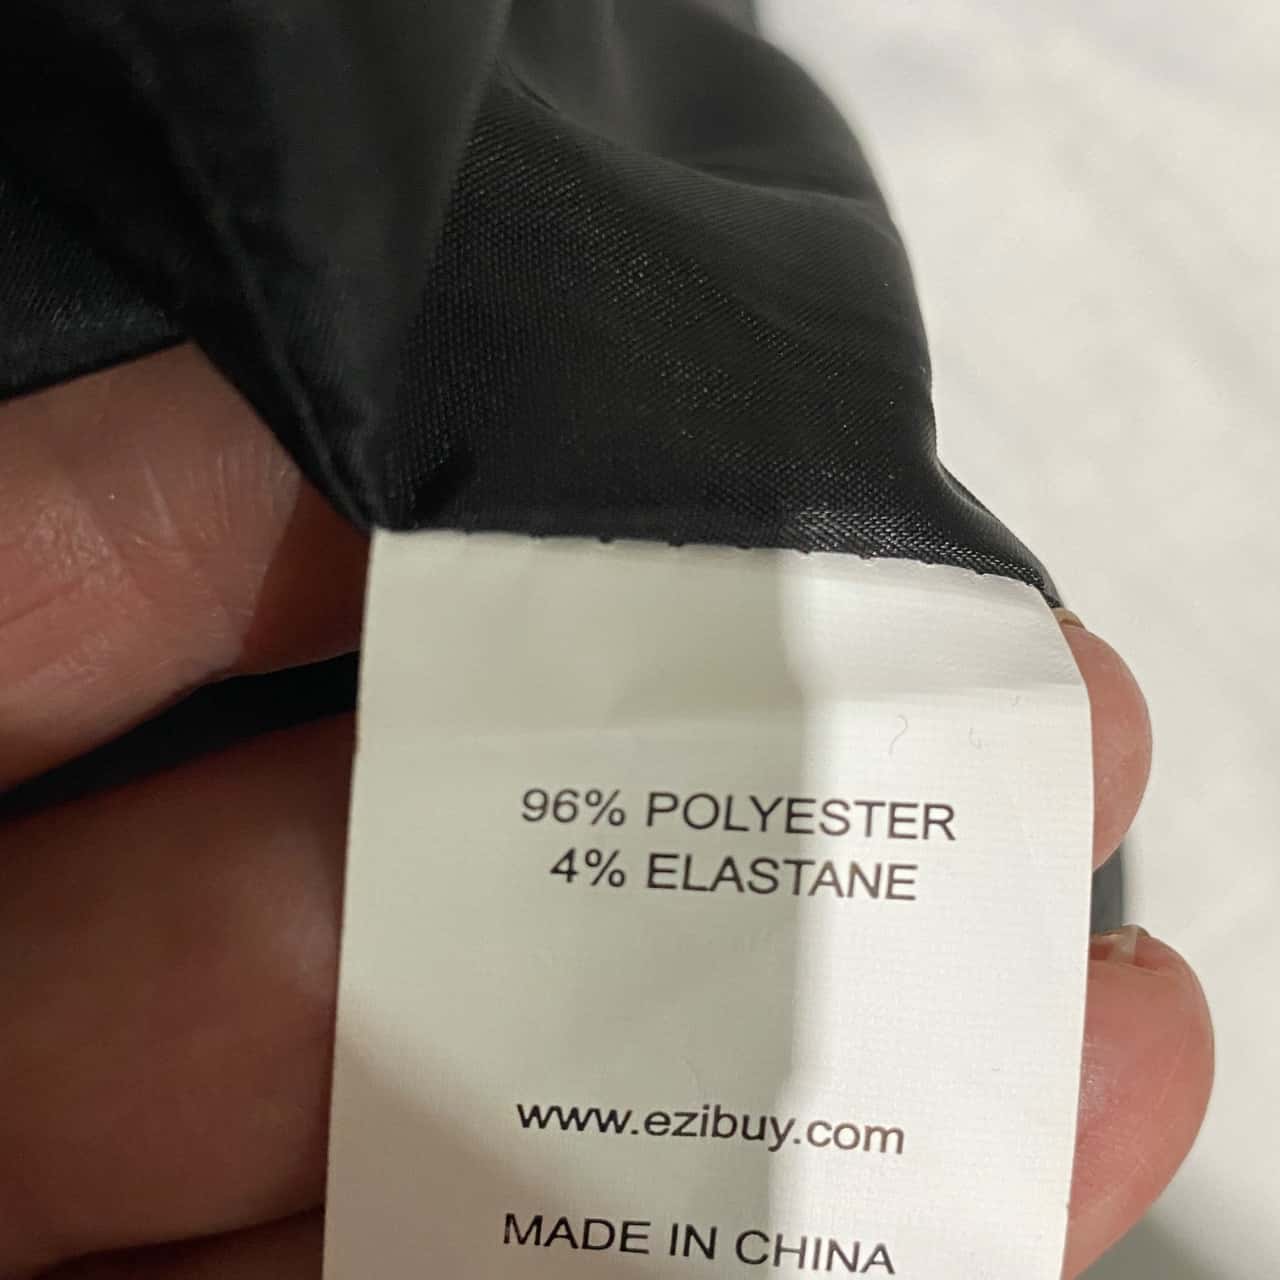 96% POLYESTER
4% ELASTANE
www.ezibuy.com
MADE IN CHINA